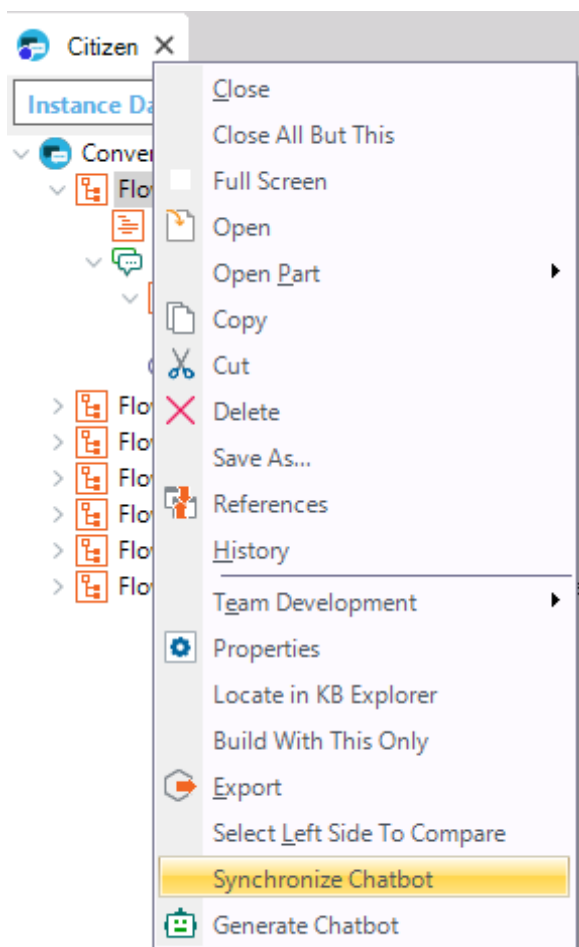 Citizen
Close
Instance Da
Close All But This
Conver
Full Screen
Flo
Open
Open Part
Copy
Cut
Flo
Delete
Flo
Save As...
Flo
References
Flo
History
Flo
Flo
Team Development
Properties
Locate in KB Explorer
Build With This Only
Export
Select Left Side To Compare
Synchronize Chatbot
Generate Chatbot